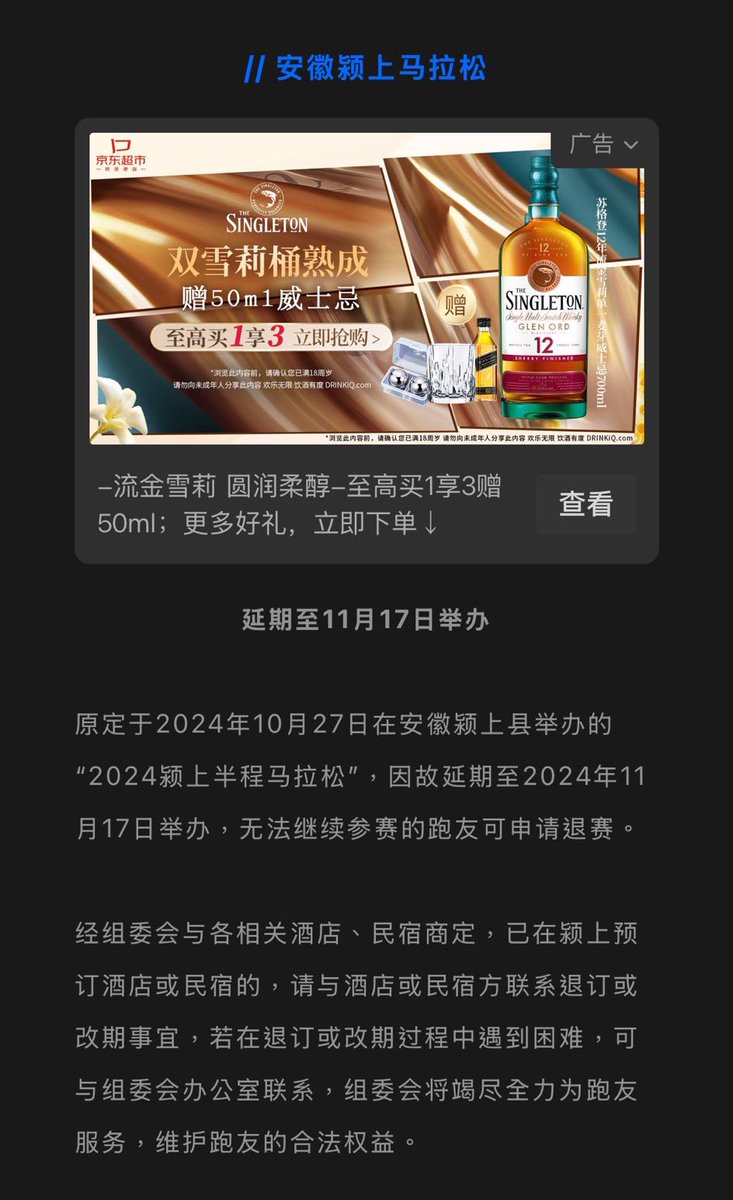 // 安徽颍上马拉松
广告
京东超市
THE
SINGLETON
双雪莉桶熟成
赠50ml威士忌
至高买1享3 立即抢购>
*浏览此内容前，请确认您已满18周岁
请勿向未成年人分享此内容 欢乐无限 饮酒有度 DRINKiQ.com
赠
12
THE
SINGLETON
Single Malt Scotch Whisky
GLEN ORD
12
SHERRY FINISHED
苏格登12年流金雪莉单一麦芽威士忌700ml
*浏览此内容前，请确认您已满18周岁 请勿向未成年人分享此内容 欢乐无限 饮酒有度 DRINKiQ.com
–流金雪莉 圆润柔醇–至高买1享3赠
50ml；更多好礼，立即下单↓
查看
延期至11月17日举办
原定于2024年10月27日在安徽颍上县举办的
“2024颍上半程马拉松”，因故延期至2024年11
月17日举办，无法继续参赛的跑友可申请退赛。
经组委会与各相关酒店、民宿商定，已在颍上预
订酒店或民宿的，请与酒店或民宿方联系退订或
改期事宜，若在退订或改期过程中遇到困难，可
与组委会办公室联系，组委会将竭尽全力为跑友
服务，维护跑友的合法权益。